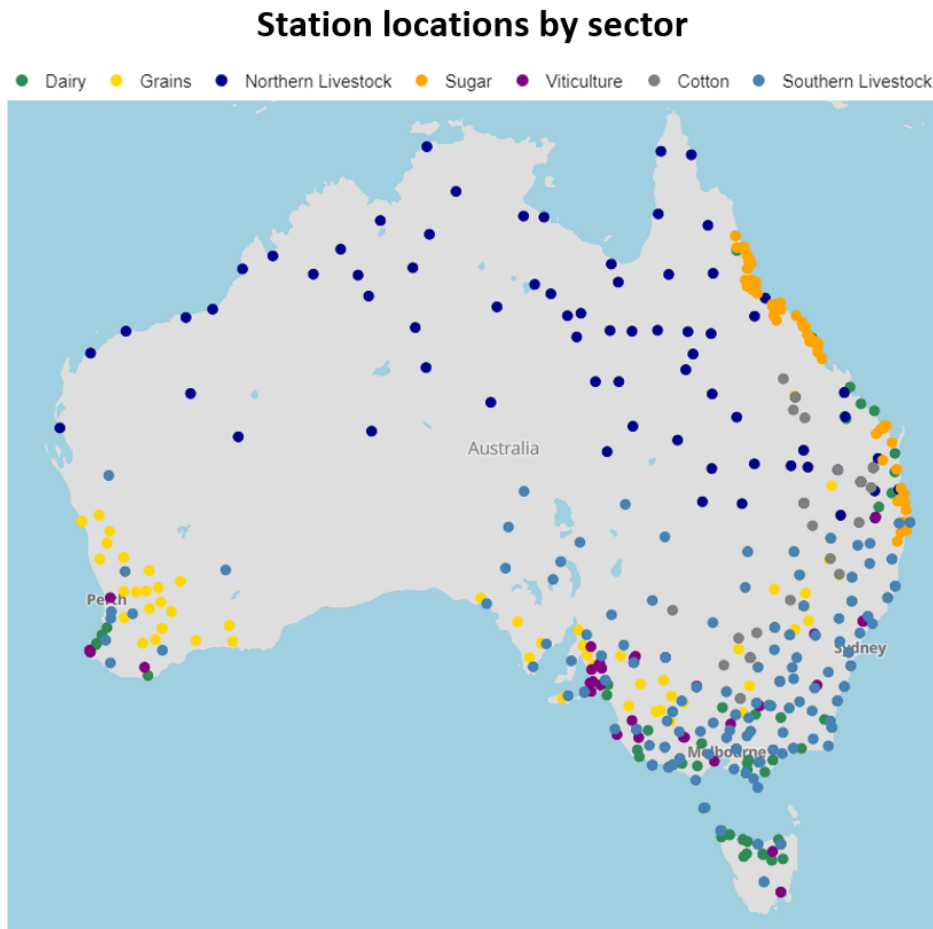 Station locations by sector
Dairy Grains Northern Livestock Sugar Viticulture Cotton Southern Livestock
Australia
Perth
Sydney
Melbourne